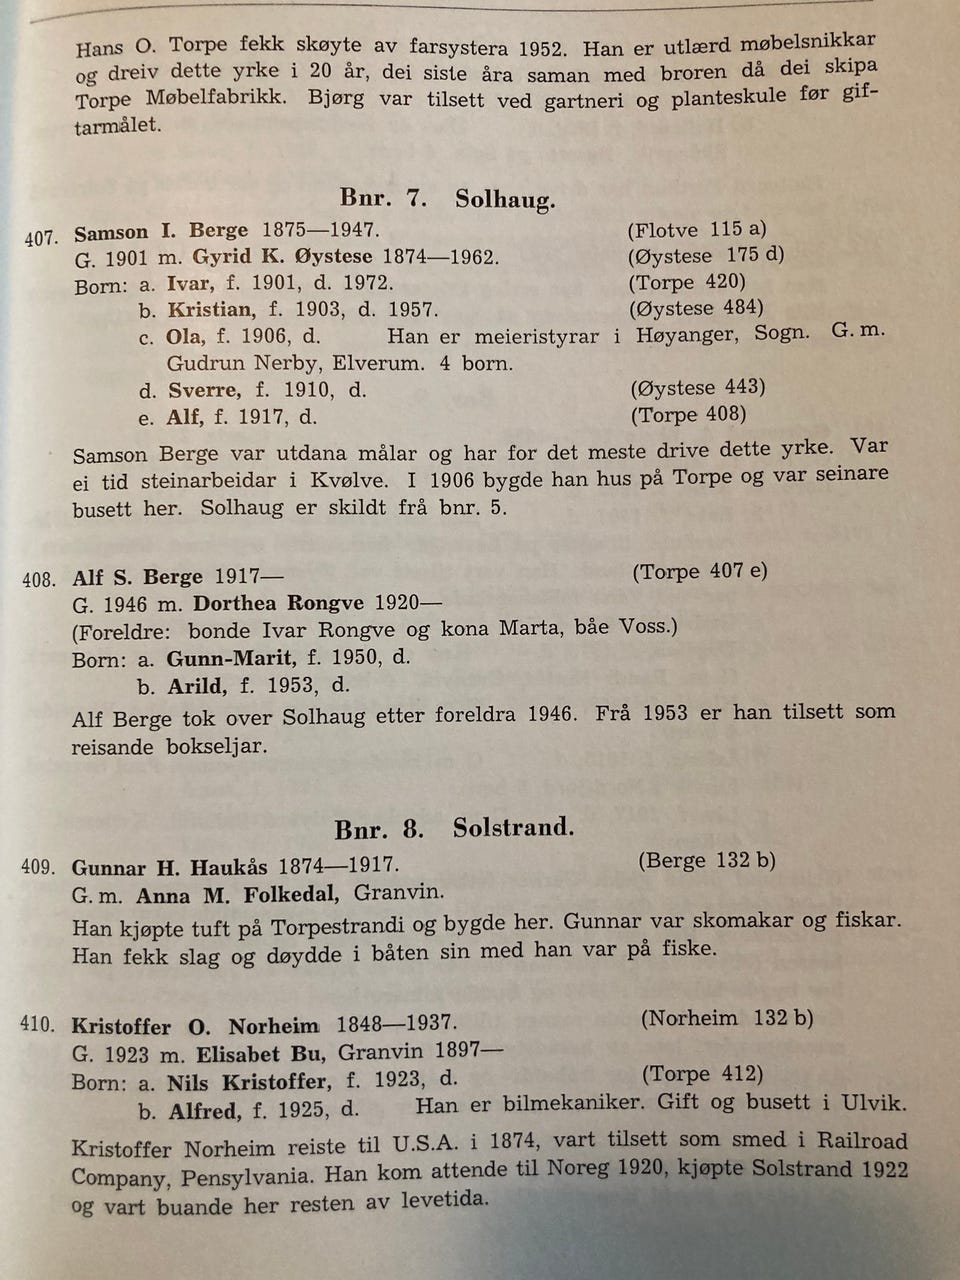 Hans O. Torpe fekk skøyte av farsystera 1952. Han er utlærd møbelsnikkar
og dreiv dette yrke i 20 år, dei siste åra saman med broren då dei skipa
Torpe Møbelfabrikk. Bjørg var tilsett ved gartneri og planteskule før gif-
tarmålet.
Bnr. 7. Solhaug.
407. Samson I. Berge 1875—1947. (Flotve 115 a)
G. 1901 m. Gyrid K. Øystese 1874—1962. (Øystese 175 d)
Born: a. Ivar, f. 1901, d. 1972. (Torpe 420)
b. Kristian, f. 1903, d. 1957. (Øystese 484)
c. Ola, f. 1906, d. Han er meieristyrar i Høyanger, Sogn. G. m.
Gudrun Nerby, Elverum. 4 born.
d. Sverre, f. 1910, d. (Øystese 443)
e. Alf, f. 1917, d. (Torpe 408)
Samson Berge var utdana målar og har for det meste drive dette yrke. Var
ei tid steinarbeidar i Kvølve. I 1906 bygde han hus på Torpe og var seinare
busett her. Solhaug er skildt frå bnr. 5.
408. Alf S. Berge 1917— (Torpe 407 e)
G. 1946 m. Dorthea Rongve 1920—
(Foreldre: bonde Ivar Rongve og kona Marta, båe Voss.)
Born: a. Gunn-Marit, f. 1950, d.
b. Arild, f. 1953, d.
Alf Berge tok over Solhaug etter foreldra 1946. Frå 1953 er han tilsett som
reisande bokseljar.
Bnr. 8. Solstrand.
409. Gunnar H. Haukås 1874—1917. (Berge 132 b)
G. m. Anna M. Folkedal, Granvin.
Han kjøpte tuft på Torpestrandi og bygde her. Gunnar var skomakar og fiskar.
Han fekk slag og døydde i båten sin med han var på fiske.
410. Kristoffer O. Norheim 1848—1937. (Norheim 132 b)
G. 1923 m. Elisabet Bu, Granvin 1897—
Born: a. Nils Kristoffer, f. 1923, d. (Torpe 412)
b. Alfred, f. 1925, d. Han er bilmekaniker. Gift og busett i Ulvik.
Kristoffer Norheim reiste til U.S.A. i 1874, vart tilsett som smed i Railroad
Company, Pensylvania. Han kom attende til Noreg 1920, kjøpte Solstrand 1922
og vart buande her resten av levetida.